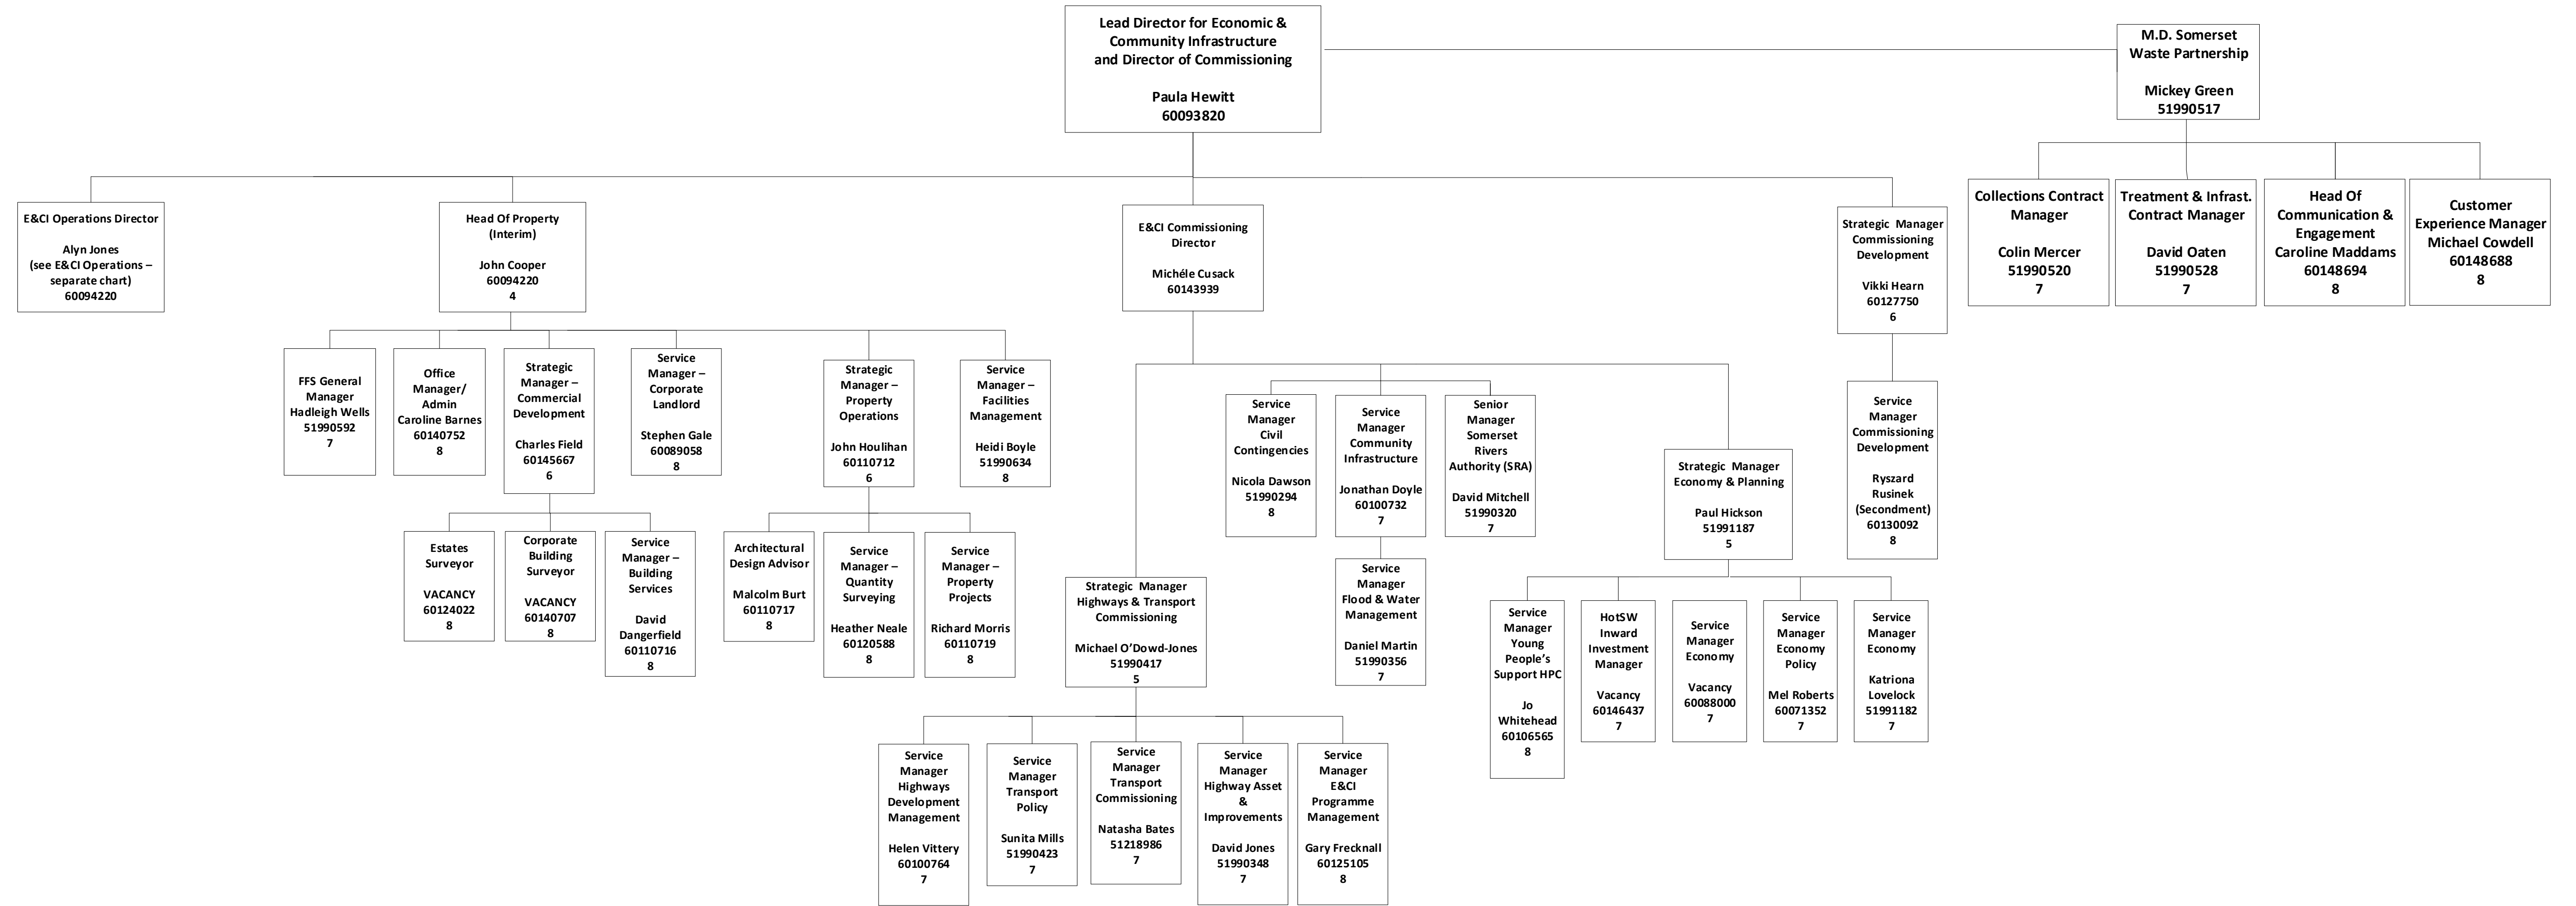 Lead Director for Economic &
Community Infrastructure
and Director of Commissioning
Paula Hewitt
60093820
M.D. Somerset
Waste Partnership
Mickey Green
51990517
Collections Contract
Manager
Colin Mercer
51990520
7
Treatment & Infrast.
Contract Manager
David Oaten
51990528
7
Head Of
Communication &
Engagement
Caroline Maddams
60148694
8
Customer
Experience Manager
Michael Cowdell
60148688
8
E&CI Operations Director
Alyn Jones
(see E&CI Operations –
separate chart)
60094220
Head Of Property
(Interim)
John Cooper
60094220
4
E&CI Commissioning
Director
Michéle Cusack
60143939
Strategic Manager
Commissioning
Development
Vikki Hearn
60127750
6
FFS General
Manager
Hadleigh Wells
51990592
7
Office
Manager/
Admin
Caroline Barnes
60140752
8
Strategic
Manager –
Commercial
Development
Charles Field
60145667
6
Service
Manager –
Corporate
Landlord
Stephen Gale
60089058
8
Strategic
Manager –
Property
Operations
John Houlihan
60110712
6
Service
Manager –
Facilities
Management
Heidi Boyle
51990634
8
Service
Manager
Civil
Contingencies
Nicola Dawson
51990294
8
Service
Manager
Community
Infrastructure
Jonathan Doyle
60100732
7
Senior
Manager
Somerset
Rivers
Authority (SRA)
David Mitchell
51990320
7
Strategic Manager
Economy & Planning
Paul Hickson
51991187
5
Service
Manager
Commissioning
Development
Ryszard
Rusinek
(Secondment)
60130092
8
Estates
Surveyor
VACANCY
60124022
8
Corporate
Building
Surveyor
VACANCY
60140707
8
Service
Manager –
Building
Services
David
Dangerfield
60110716
8
Architectural
Design Advisor
Malcolm Burt
60110717
8
Service
Manager –
Quantity
Surveying
Heather Neale
60120588
8
Service
Manager –
Property
Projects
Richard Morris
60110719
8
Strategic Manager
Highways & Transport
Commissioning
Michael O’Dowd-Jones
51990417
5
Service
Manager
Flood & Water
Management
Daniel Martin
51990356
7
Service
Manager
Young
People’s
Support HPC
Jo
Whitehead
60106565
8
HotSW
Inward
Investment
Manager
Vacancy
60146437
7
Service
Manager
Economy
Vacancy
60088000
7
Service
Manager
Economy
Policy
Mel Roberts
60071352
7
Service
Manager
Economy
Katriona
Lovelock
51991182
7
Service
Manager
Highways
Development
Management
Helen Vittery
60100764
7
Service
Manager
Transport
Policy
Sunita Mills
51990423
7
Service
Manager
Transport
Commissioning
Natasha Bates
51218986
7
Service
Manager
Highway Asset
&
Improvements
David Jones
51990348
7
Service
Manager
E&CI
Programme
Management
Gary Frecknall
60125105
8